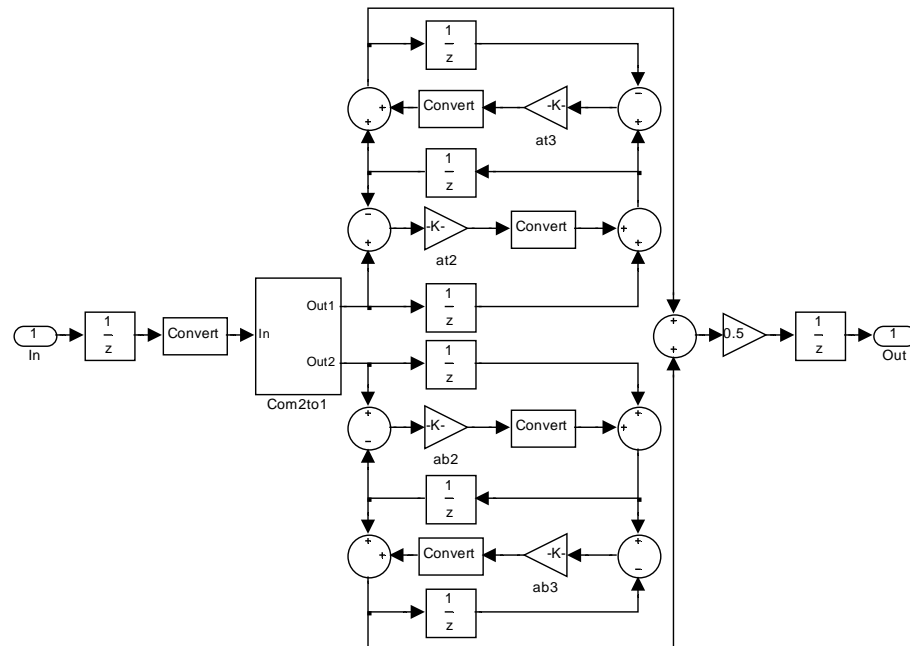 1
z
-
+
Convert
-K-
+
+
at3
1
z
-
+
-K-
Convert
+
+
at2
Out1
1
z
1
In
1
z
Convert
In
+
+
0.5
1
z
1
Out
Out2
1
z
Com2to1
+
-
-K-
Convert
+
+
ab2
1
z
+
+
Convert
-K-
+
-
ab3
1
z